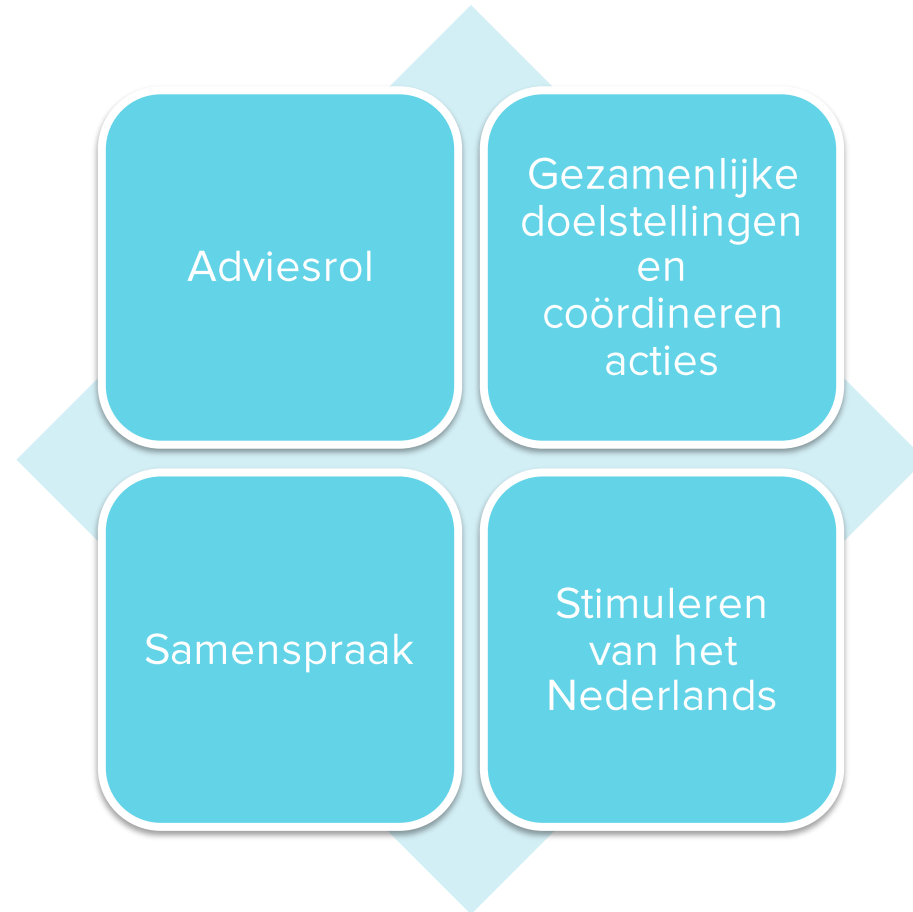 Adviesrol
Gezamenlijke
doelstellingen
en
coördineren
acties
Samenspraak
Stimuleren
van het
Nederlands